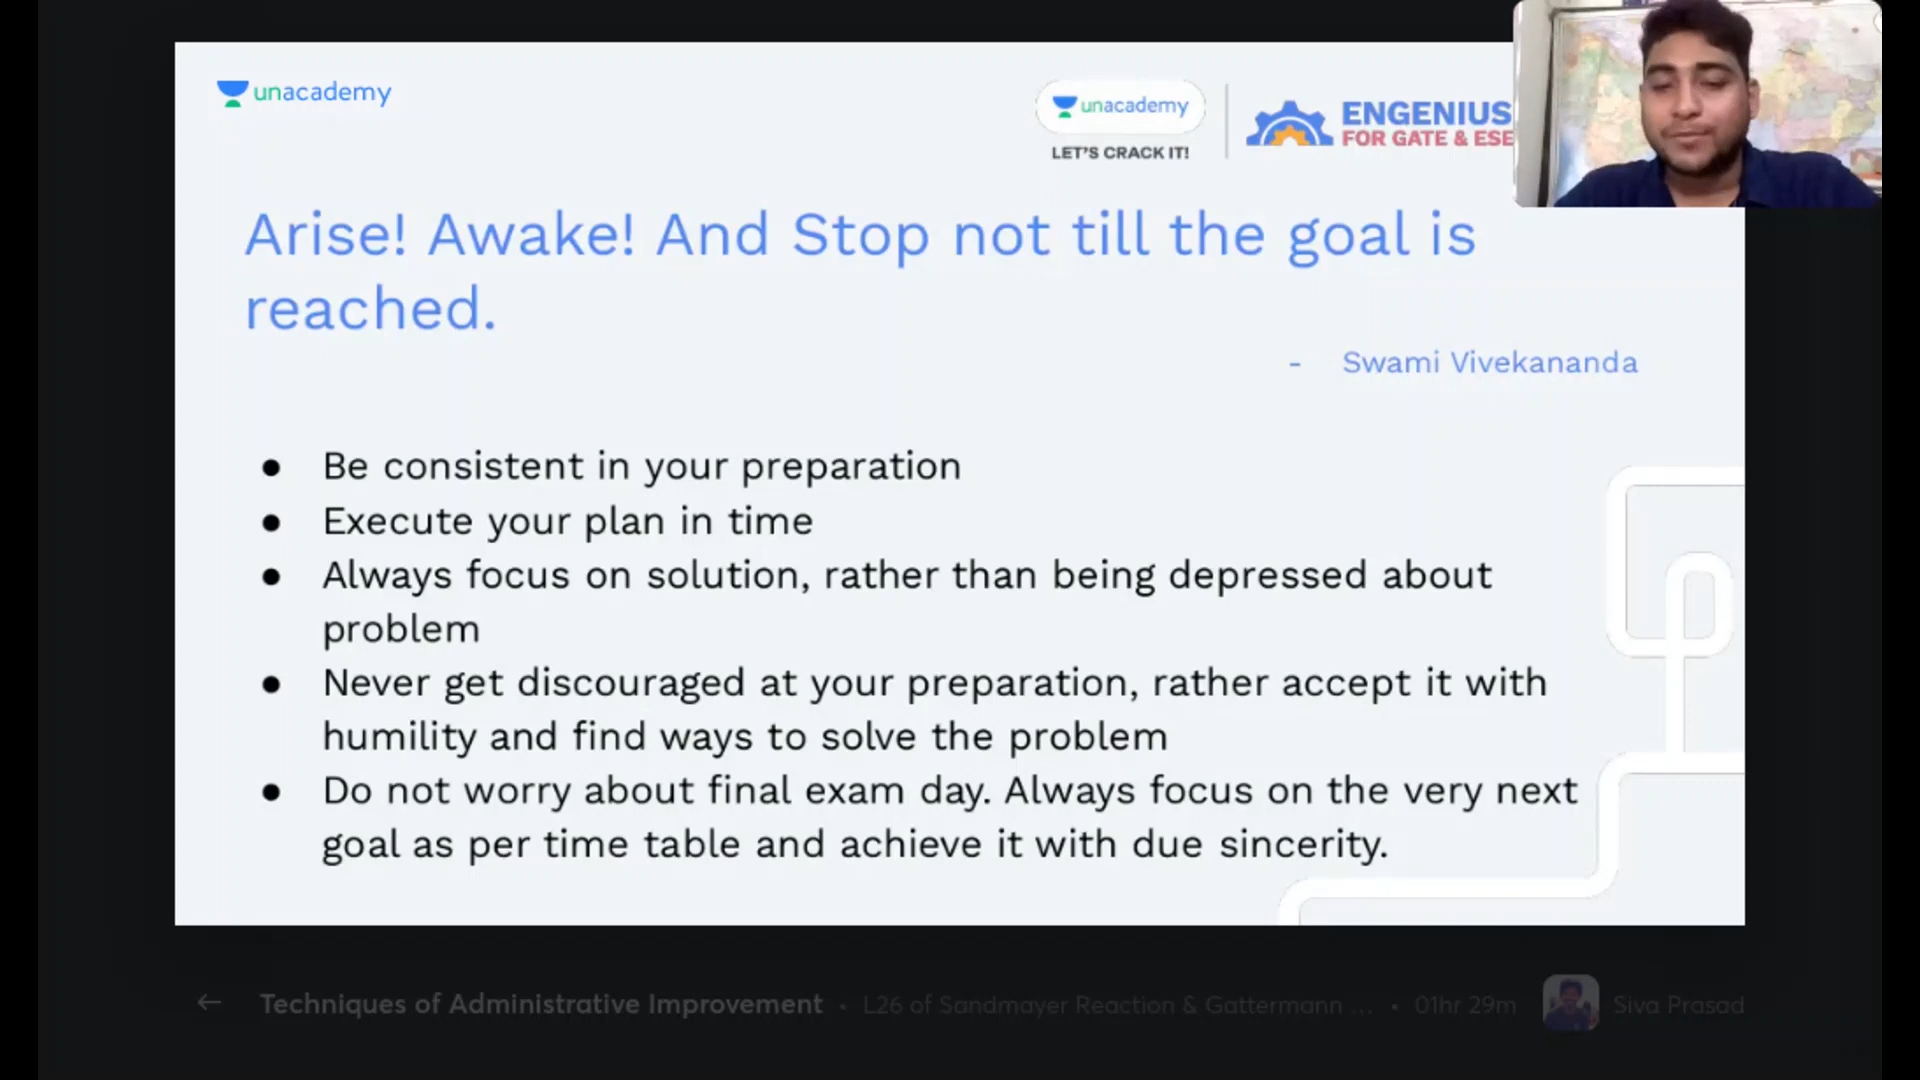 unacademy
unacademy
LET'S CRACK IT!
ENGENIUS
FOR GATE & ESE
Arise! Awake! And Stop not till the goal is
reached.
- Swami Vivekananda
● Be consistent in your preparation
● Execute your plan in time
● Always focus on solution, rather than being depressed about
problem
● Never get discouraged at your preparation, rather accept it with
humility and find ways to solve the problem
● Do not worry about final exam day. Always focus on the very next
goal as per time table and achieve it with due sincerity.
← Techniques of Administrative Improvement • L26 of Sandmayer Reaction & Gattermann ... • 01hr 29m Siva Prasad